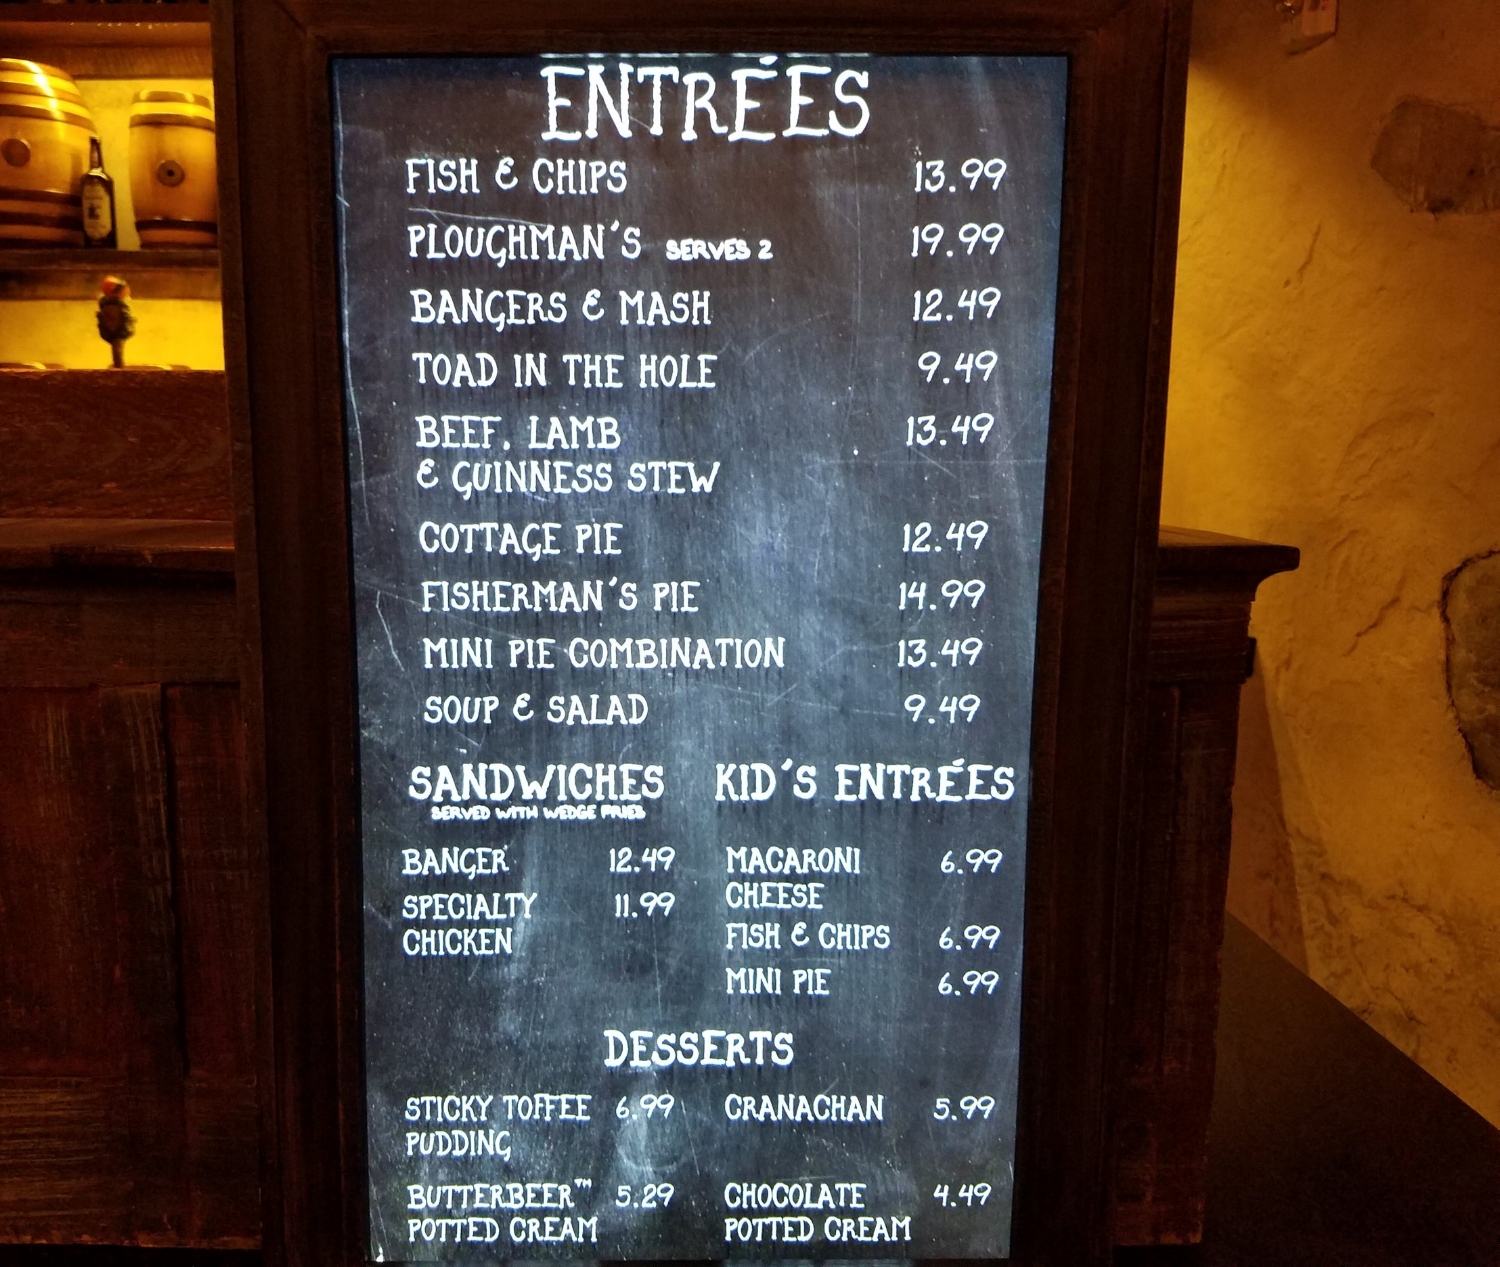 ENTRÉES
FISH & CHIPS 13.99
PLOUGHMAN'S SERVES 2 19.99
BANGERS & MASH 12.49
TOAD IN THE HOLE 9.49
BEEF, LAMB 13.49
& GUINNESS STEW
COTTAGE PIE 12.49
FISHERMAN'S PIE 14.99
MINI PIE COMBINATION 13.49
SOUP & SALAD 9.49
SANDWICHES
SERVED WITH WEDGE FRIES
BANGER 12.49
SPECIALTY 11.99
CHICKEN
KID'S ENTRÉES
MACARONI 6.99
CHEESE
FISH & CHIPS 6.99
MINI PIE 6.99
DESSERTS
STICKY TOFFEE 6.99
PUDDING
CRANACHAN 5.99
BUTTERBEER™ 5.29
POTTED CREAM
CHOCOLATE 4.49
POTTED CREAM